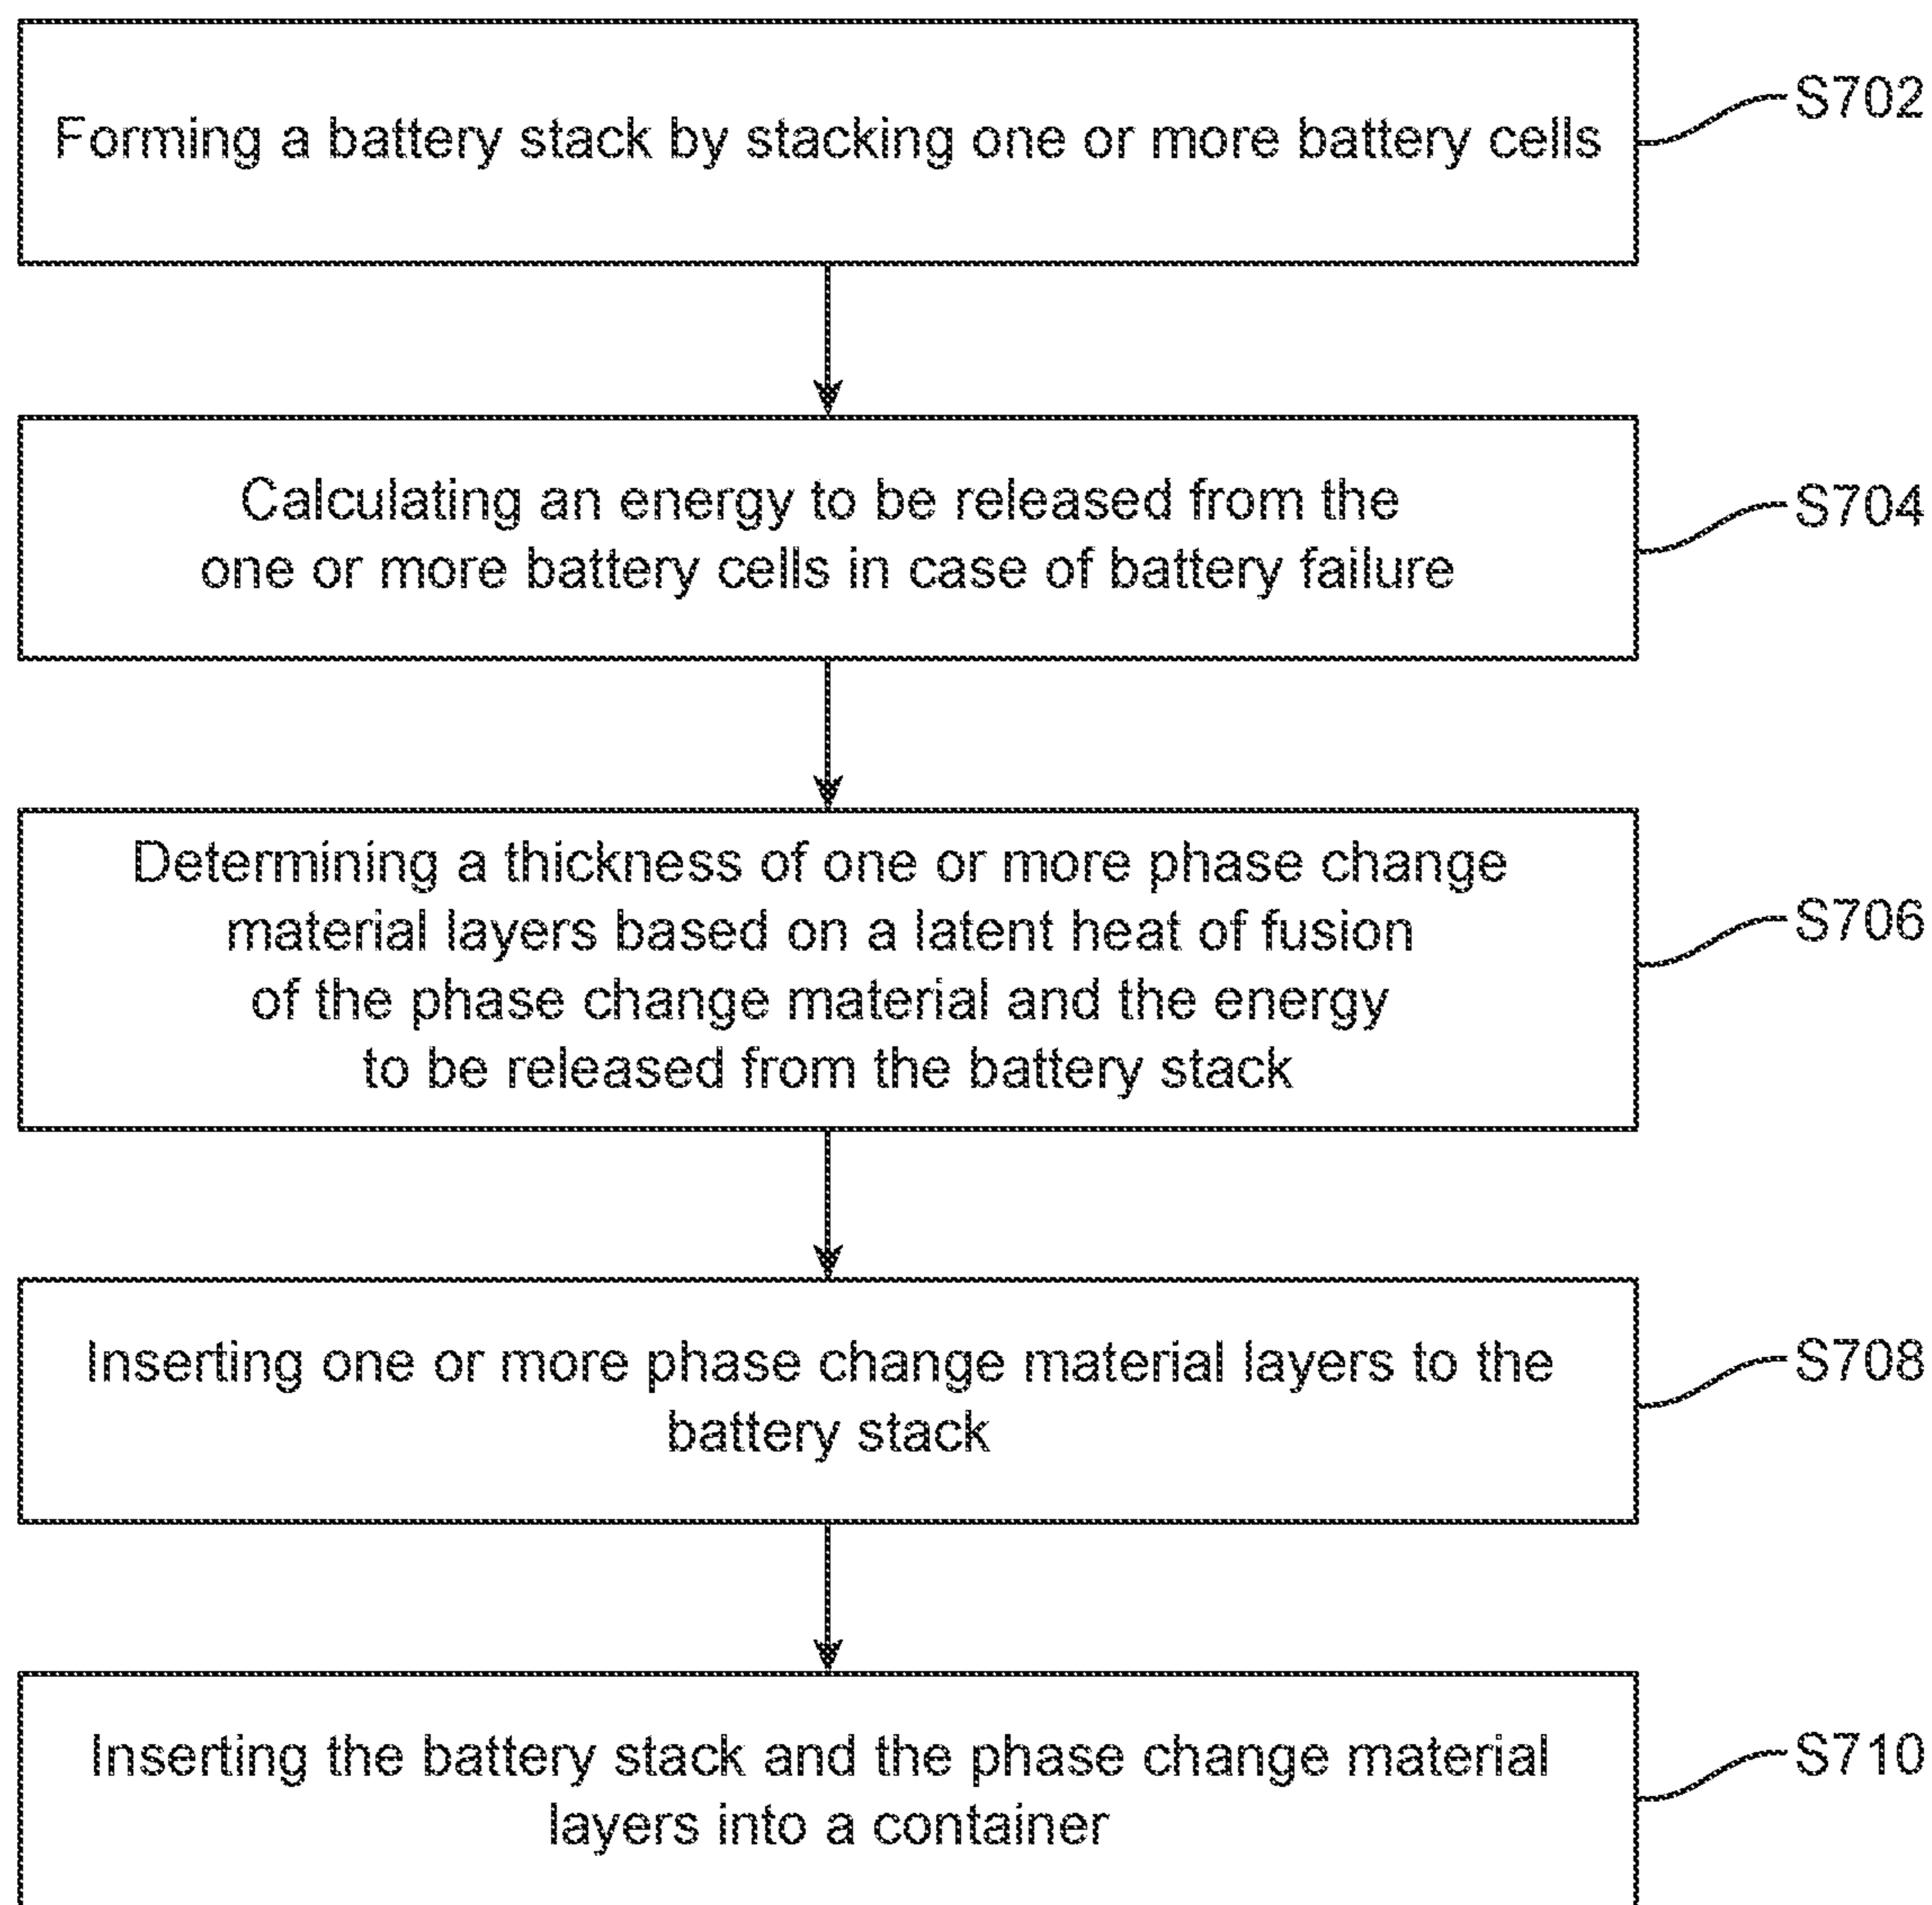 Forming a battery stack by stacking one or more battery cells
S702
Calculating an energy to be released from the
one or more battery cells in case of battery failure
S704
Determining a thickness of one or more phase change
material layers based on a latent heat of fusion
of the phase change material and the energy
to be released from the battery stack
S706
Inserting one or more phase change material layers to the
battery stack
S708
Inserting the battery stack and the phase change material
layers into a container
S710